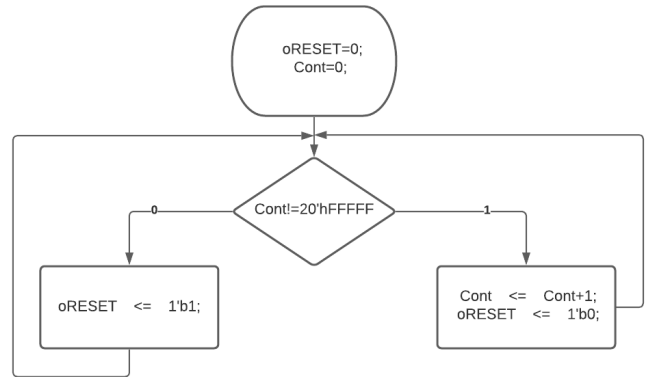 oRESET=0;
Cont=0;
Cont!=20'hFFFFF
0
1
oRESET <= 1'b1;
Cont <= Cont+1;
oRESET <= 1'b0;